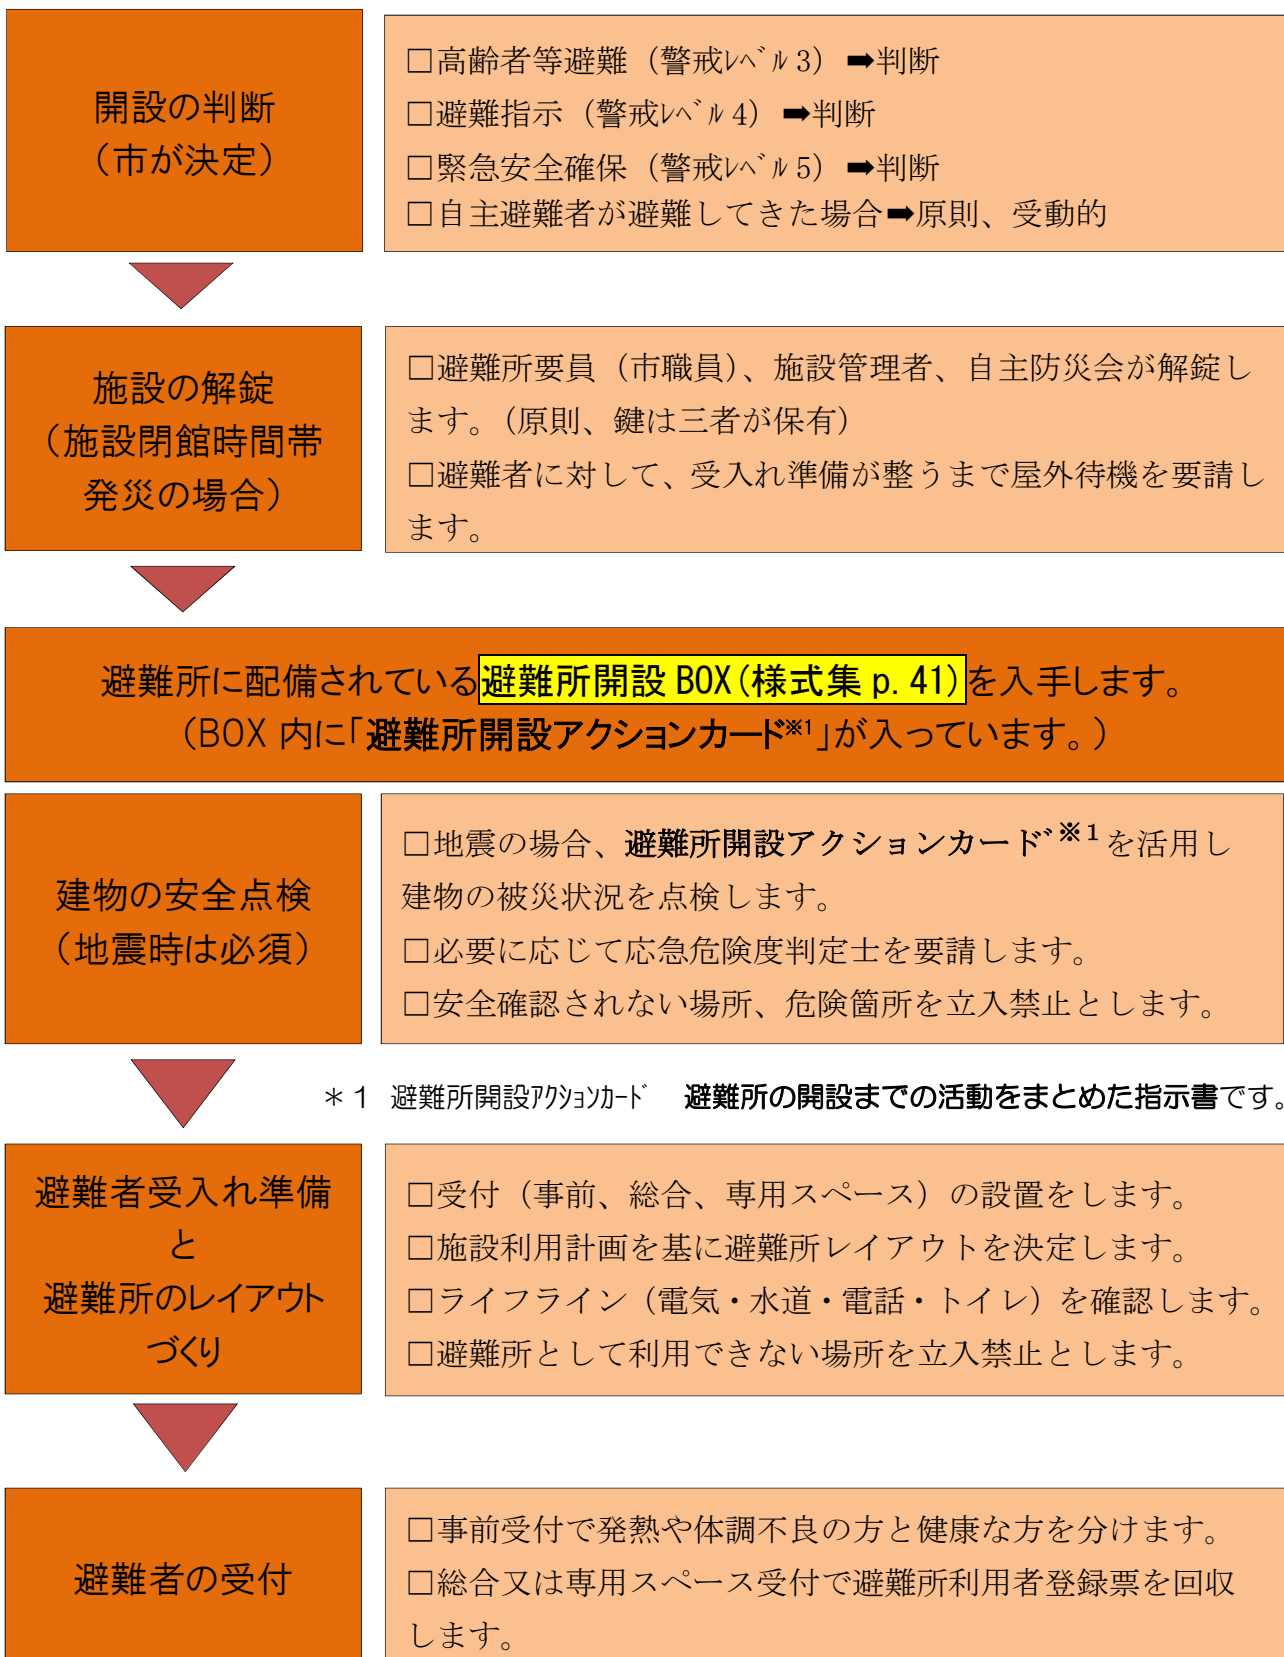 開設の判断
（市が決定）
□高齢者等避難（警戒ﾚﾍﾞﾙ3）➡判断
□避難指示（警戒ﾚﾍﾞﾙ4）➡判断
□緊急安全確保（警戒ﾚﾍﾞﾙ5）➡判断
□自主避難者が避難してきた場合➡原則、受動的
施設の解錠
（施設閉館時間帯
発災の場合）
□避難所要員（市職員）、施設管理者、自主防災会が解錠し
ます。（原則、鍵は三者が保有）
□避難者に対して、受入れ準備が整うまで屋外待機を要請し
ます。
避難所に配備されている避難所開設 BOX（様式集 p. 41）を入手します。
（BOX 内に「避難所開設アクションカード※1」が入っています。）
建物の安全点検
（地震時は必須）
□地震の場合、避難所開設アクションカード※1を活用し
建物の被災状況を点検します。
□必要に応じて応急危険度判定士を要請します。
□安全確認されない場所、危険箇所を立入禁止とします。
＊1 避難所開設ｱｸｼｮﾝｶｰﾄﾞ 避難所の開設までの活動をまとめた指示書です。
避難者受入れ準備
と
避難所のレイアウト
づくり
□受付（事前、総合、専用スペース）の設置をします。
□施設利用計画を基に避難所レイアウトを決定します。
□ライフライン（電気・水道・電話・トイレ）を確認します。
□避難所として利用できない場所を立入禁止とします。
避難者の受付
□事前受付で発熱や体調不良の方と健康な方を分けます。
□総合又は専用スペース受付で避難所利用者登録票を回収
します。